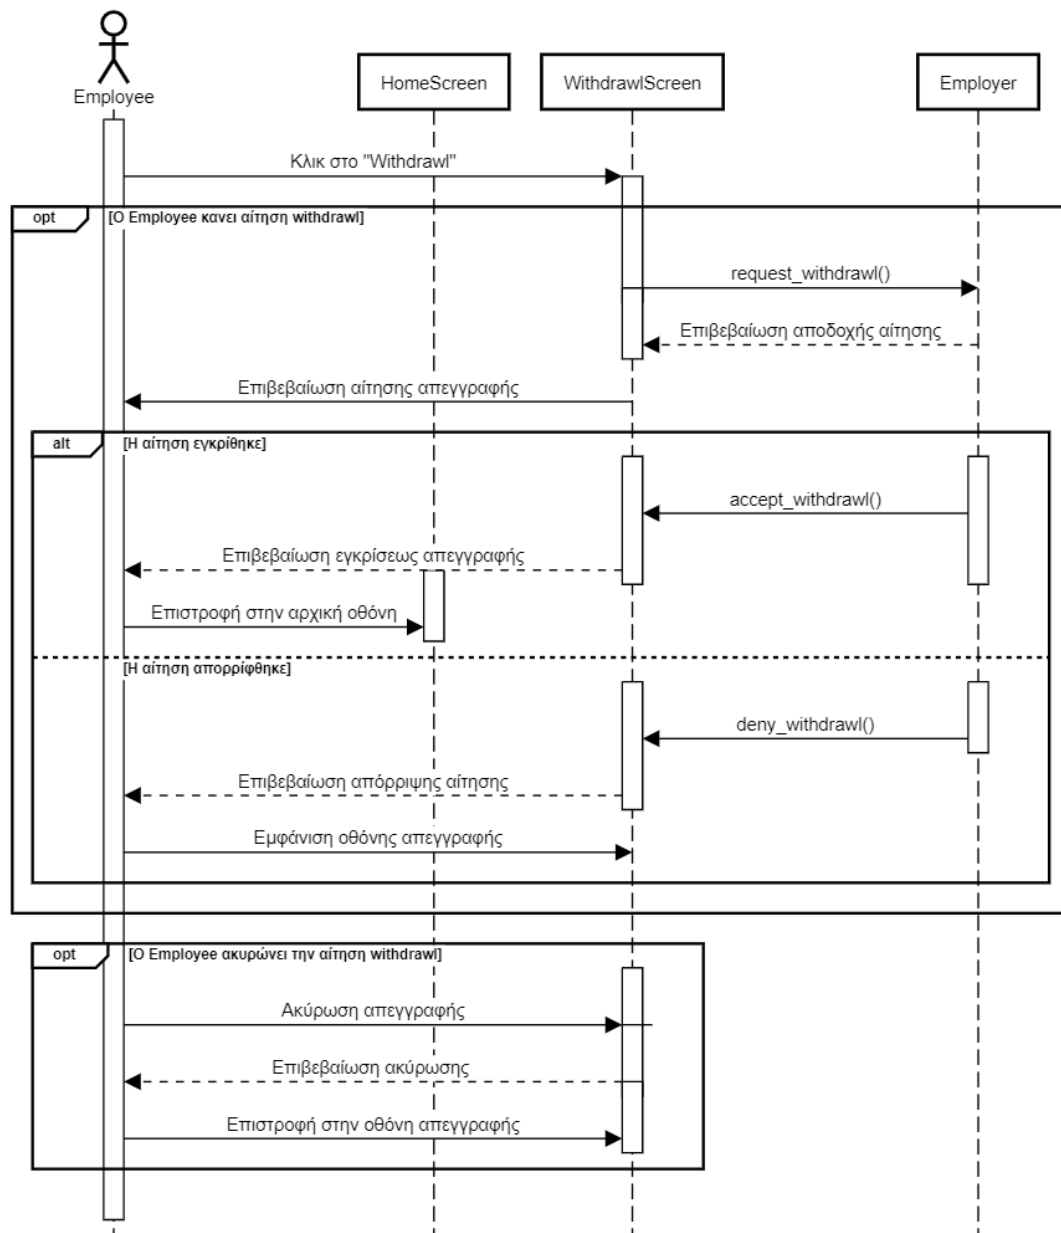 Employee
HomeScreen
WithdrawlScreen
Employer
Κλικ στο "Withdrawl"
opt
[Ο Employee κανει αίτηση withdrawl]
request_withdrawl()
Επιβεβαίωση αποδοχής αίτησης
Επιβεβαίωση αίτησης απεγγραφής
alt
[Η αίτηση εγκρίθηκε]
accept_withdrawl()
Επιβεβαίωση εγκρίσεως απεγγραφής
Επιστροφή στην αρχική οθόνη
[Η αίτηση απορρίφθηκε]
deny_withdrawl()
Επιβεβαίωση απόρριψης αίτησης
Εμφάνιση οθόνης απεγγραφής
opt
[Ο Employee ακυρώνει την αίτηση withdrawl]
Ακύρωση απεγγραφής
Επιβεβαίωση ακύρωσης
Επιστροφή στην οθόνη απεγγραφής